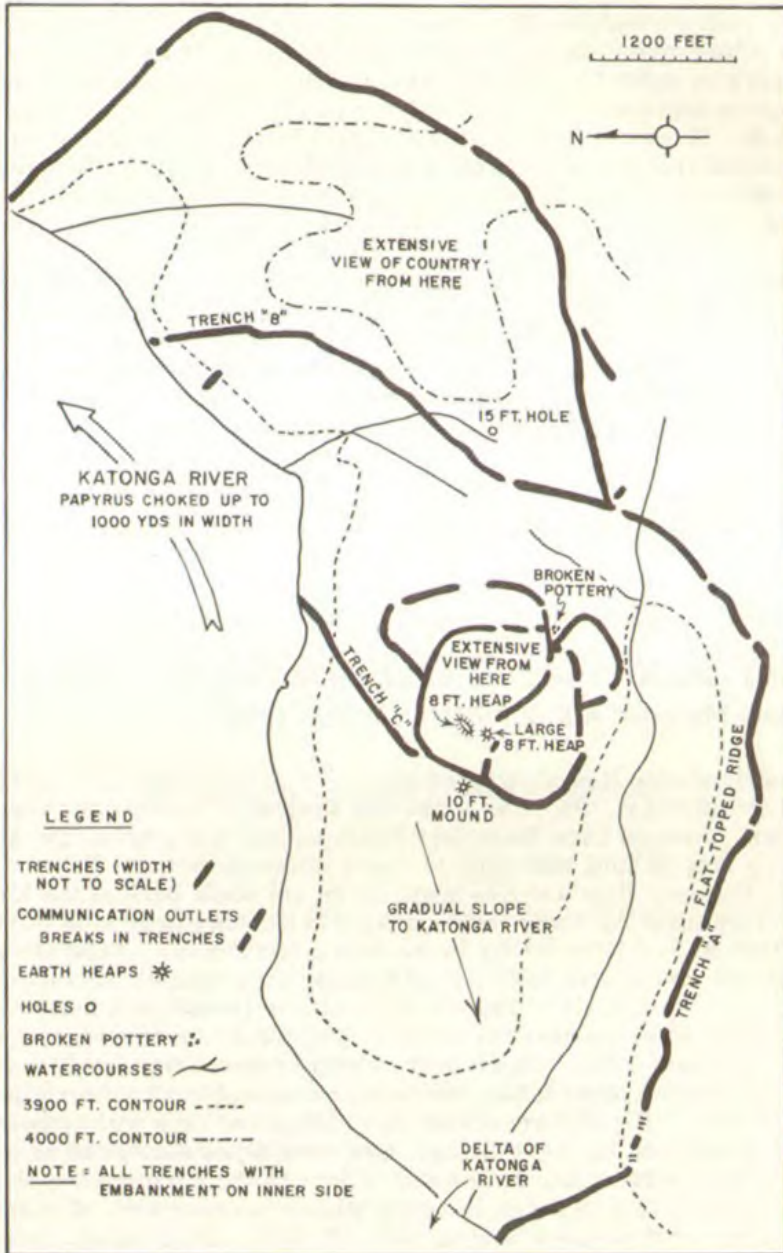 1200 FEET
N
EXTENSIVE
VIEW OF COUNTRY
FROM HERE
TRENCH "B"
15 FT. HOLE
KATONGA RIVER
PAPYRUS CHOKED UP TO
1000 YDS IN WIDTH
BROKEN
POTTERY
EXTENSIVE
VIEW FROM
HERE
TRENCH "C"
8 FT. HEAP
LARGE
8 FT. HEAP
10 FT.
MOUND
GRADUAL SLOPE
TO KATONGA RIVER
TRENCH "A"
FLAT-TOPPED RIDGE
DELTA OF
KATONGA
RIVER
LEGEND
TRENCHES (WIDTH
NOT TO SCALE)
COMMUNICATION OUTLETS
BREAKS IN TRENCHES
EARTH HEAPS
HOLES
BROKEN POTTERY
WATERCOURSES
3900 FT. CONTOUR
4000 FT. CONTOUR
NOTE = ALL TRENCHES WITH
EMBANKMENT ON INNER SIDE